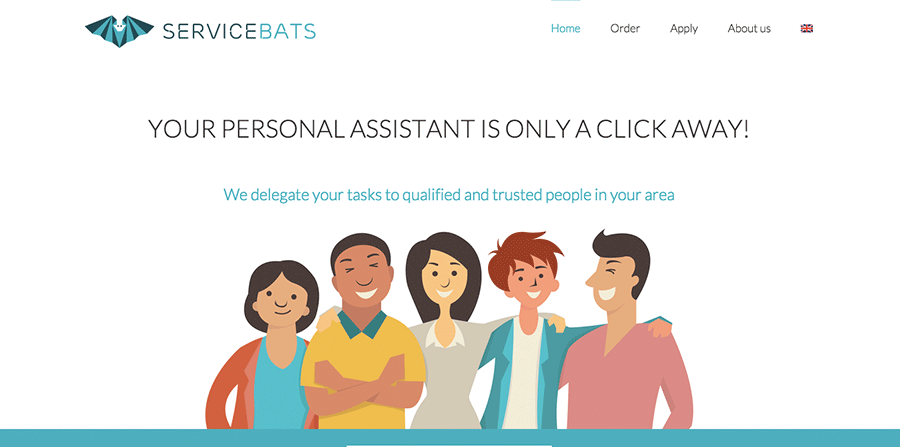 SERVICEBATS
Home Order Apply About us
YOUR PERSONAL ASSISTANT IS ONLY A CLICK AWAY!
We delegate your tasks to qualified and trusted people in your area